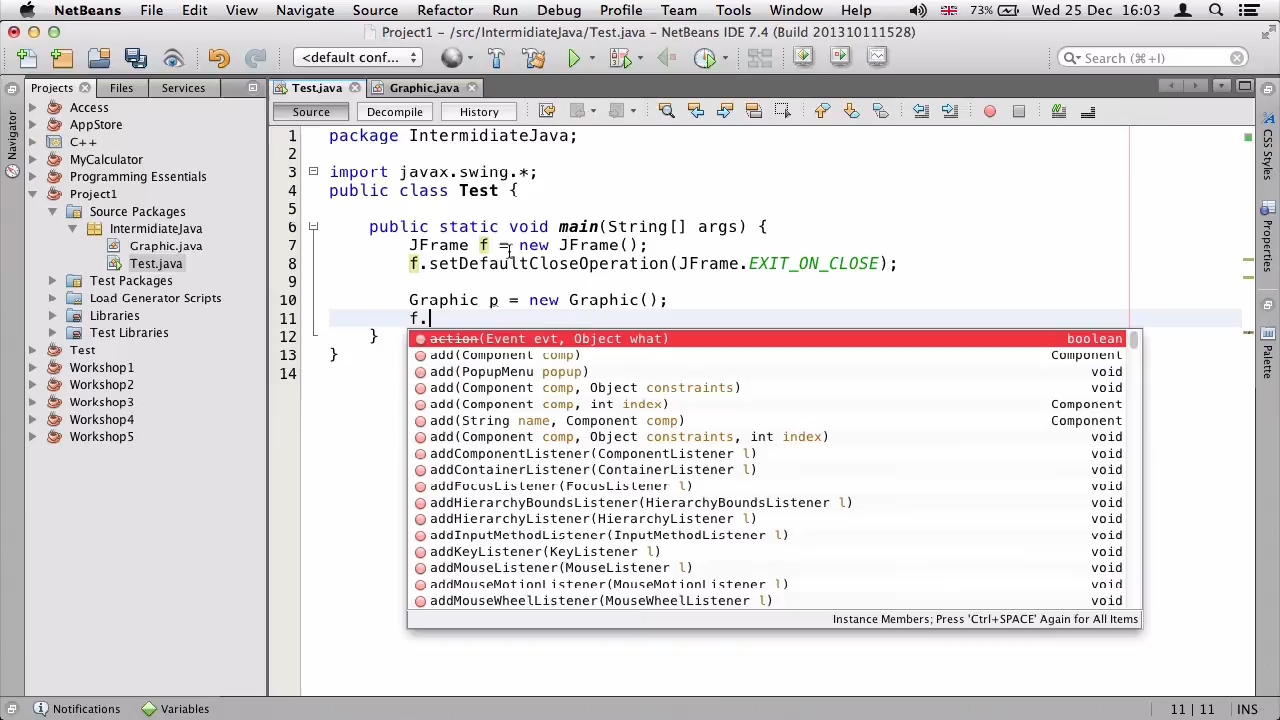 NetBeans File Edit View Navigate Source Refactor Run Debug Profile Team Tools Window Help 73% Wed 25 Dec 16:03
Project1 - /src/IntermidiateJava/Test.java - NetBeans IDE 7.4 (Build 201310111528)
<default conf...
Search (⌘+I)
Projects Files Services
Test.java Graphic.java
Source Decompile History
Navigator
Access
AppStore
C++
MyCalculator
Programming Essentials
Project1
Source Packages
IntermidiateJava
Graphic.java
Test.java
Test Packages
Load Generator Scripts
Libraries
Test Libraries
Test
Workshop1
Workshop2
Workshop3
Workshop4
Workshop5
1 package IntermidiateJava;
2
3 import javax.swing.*;
4 public class Test {
5
6 public static void main(String[] args) {
7 JFrame f = new JFrame();
8 f.setDefaultCloseOperation(JFrame.EXIT_ON_CLOSE);
9
10 Graphic p = new Graphic();
11 f.
12 }
13 }
14
action(Event evt, Object what) boolean
add(Component comp) Component
add(PopupMenu popup) void
add(Component comp, Object constraints) void
add(Component comp, int index) Component
add(String name, Component comp) Component
add(Component comp, Object constraints, int index) void
addComponentListener(ComponentListener l) void
addContainerListener(ContainerListener l) void
addFocusListener(FocusListener l) void
addHierarchyBoundsListener(HierarchyBoundsListener l) void
addHierarchyListener(HierarchyListener l) void
addInputMethodListener(InputMethodListener l) void
addKeyListener(KeyListener l) void
addMouseListener(MouseListener l) void
addMouseMotionListener(MouseMotionListener l) void
addMouseWheelListener(MouseWheelListener l) void
Instance Members; Press 'Ctrl+SPACE' Again for All Items
CSS Styles
Properties
Palette
Notifications Variables 11 | 11 INS